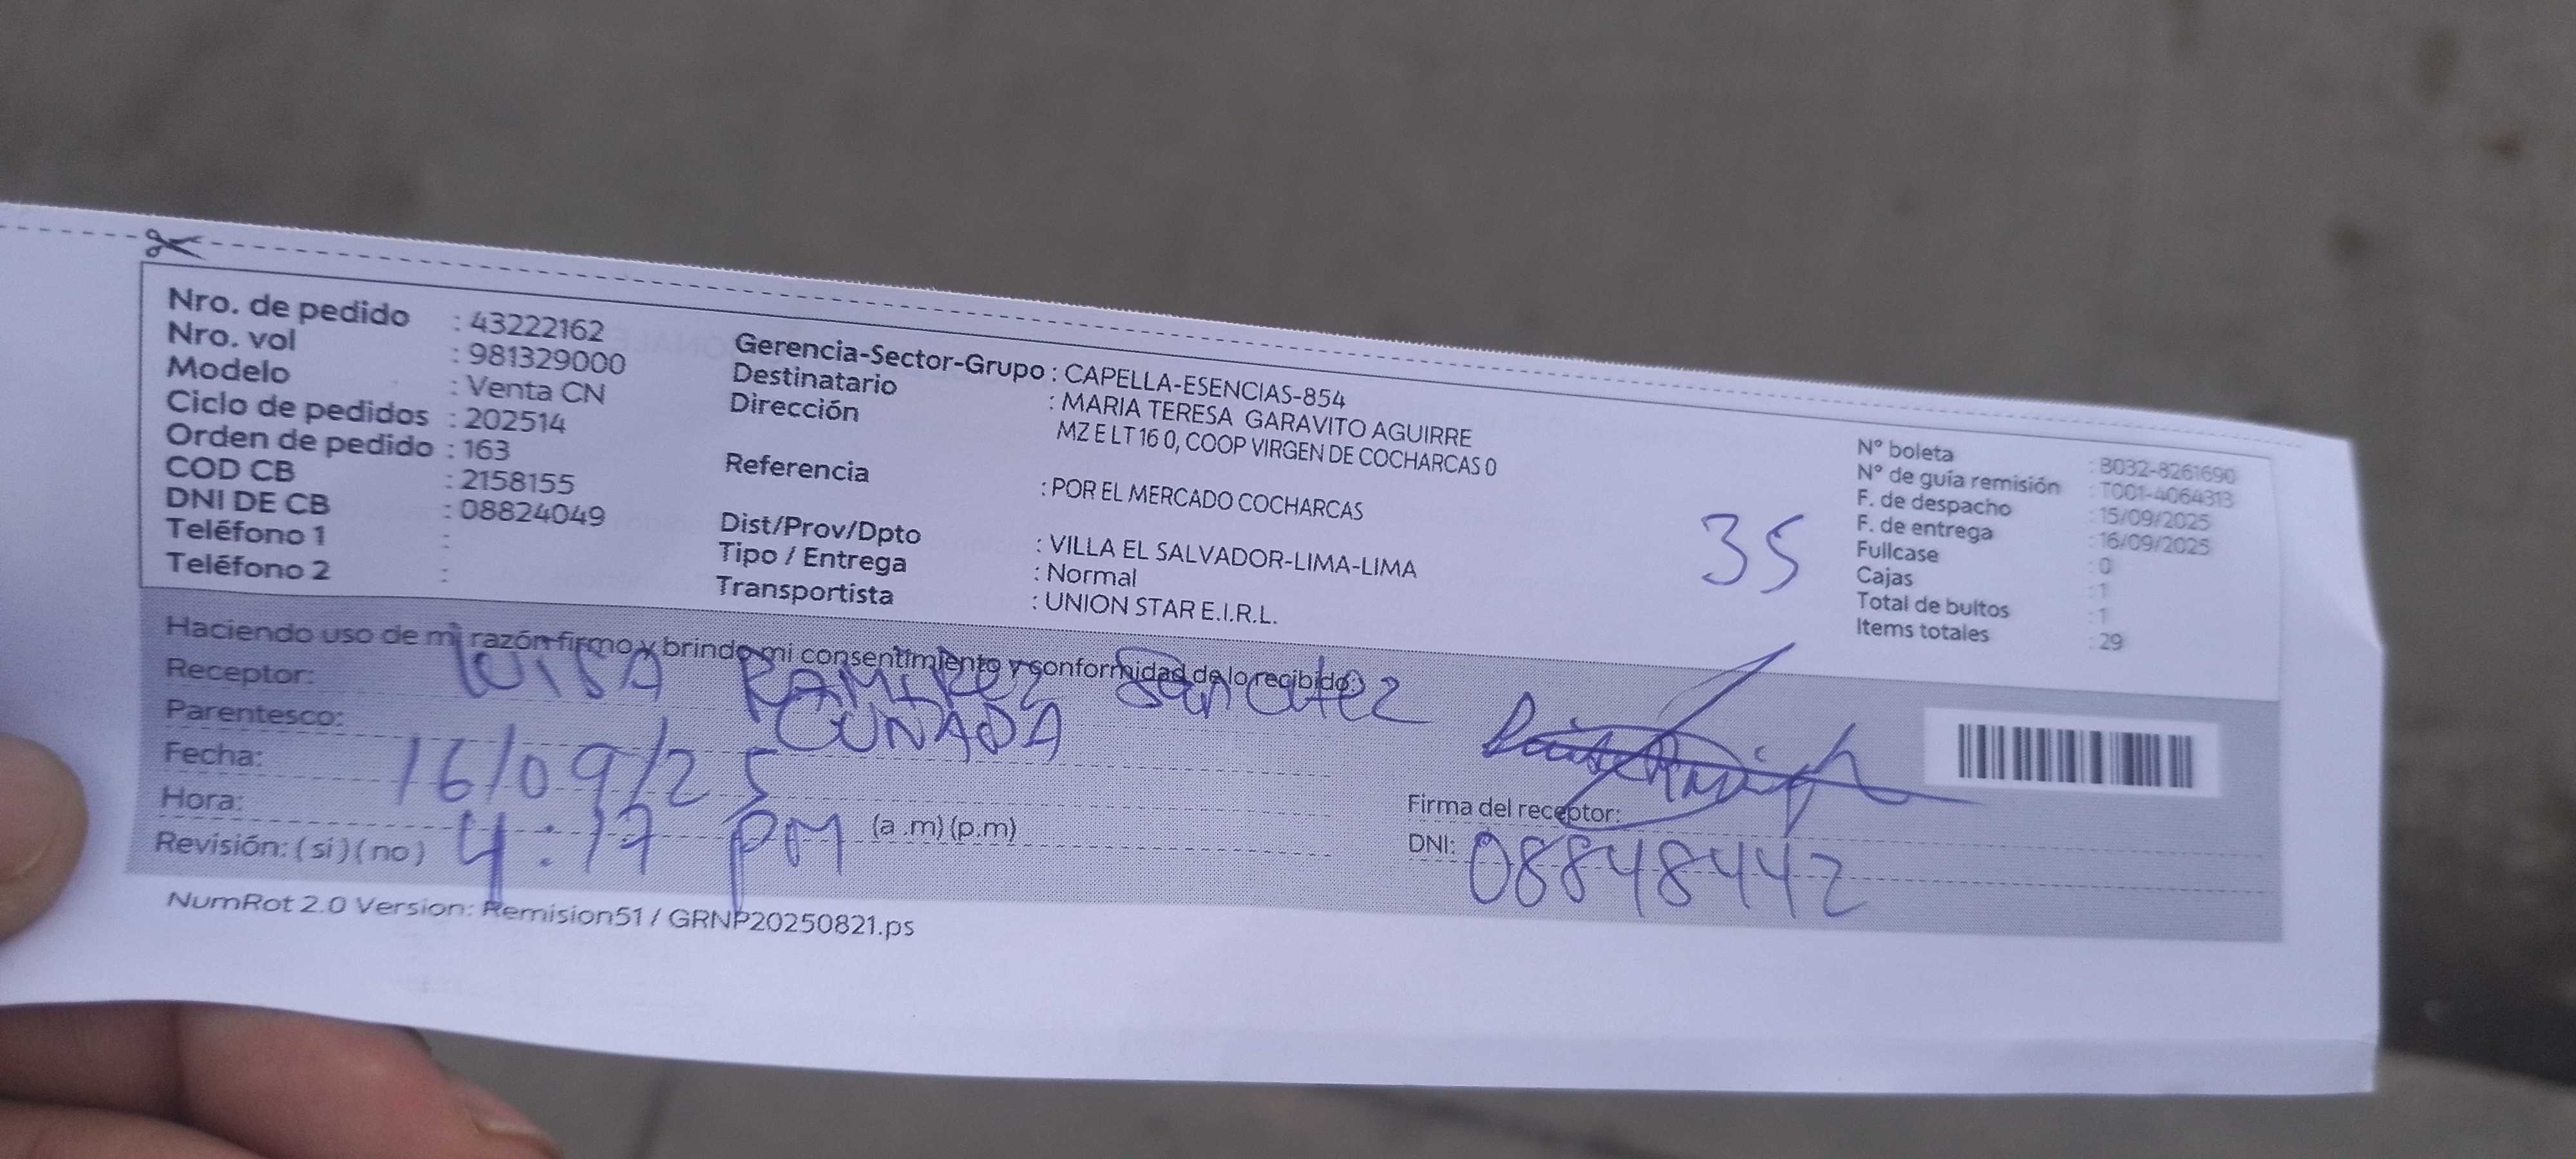 Nro. de pedido : 43222162
Nro. vol : 981329000
Modelo : Venta CN
Ciclo de pedidos : 202514
Orden de pedido : 163
COD CB : 2158155
DNI DE CB : 08824049
Teléfono 1 :
Teléfono 2 :
Gerencia-Sector-Grupo : CAPELLA-ESENCIAS-854
Destinatario : MARIA TERESA GARAVITO AGUIRRE
Dirección MZ E LT 16 0, COOP VIRGEN DE COCHARCAS 0
Referencia : POR EL MERCADO COCHARCAS
Dist/Prov/Dpto : VILLA EL SALVADOR-LIMA-LIMA
Tipo / Entrega : Normal
Transportista : UNION STAR E.I.R.L.
35
N° boleta : B032-8261690
N° de guía remisión : T001-4064313
F. de despacho : 15/09/2025
F. de entrega : 16/09/2025
Fullcase : 0
Cajas : 1
Total de bultos : 1
Items totales : 29
Haciendo uso de mi razón firmo y brindo mi consentimiento y conformidad de lo recibido:
Receptor: LUISA RAMIREZ Sanchez
Parentesco: CUNADA
Fecha: 16/09/25
Hora: 4:17 PM (a .m) (p.m)
Revisión: ( si ) ( no )
Firma del receptor:
DNI: 08848442
NumRot 2.0 Version: Remision51 / GRNP20250821.ps